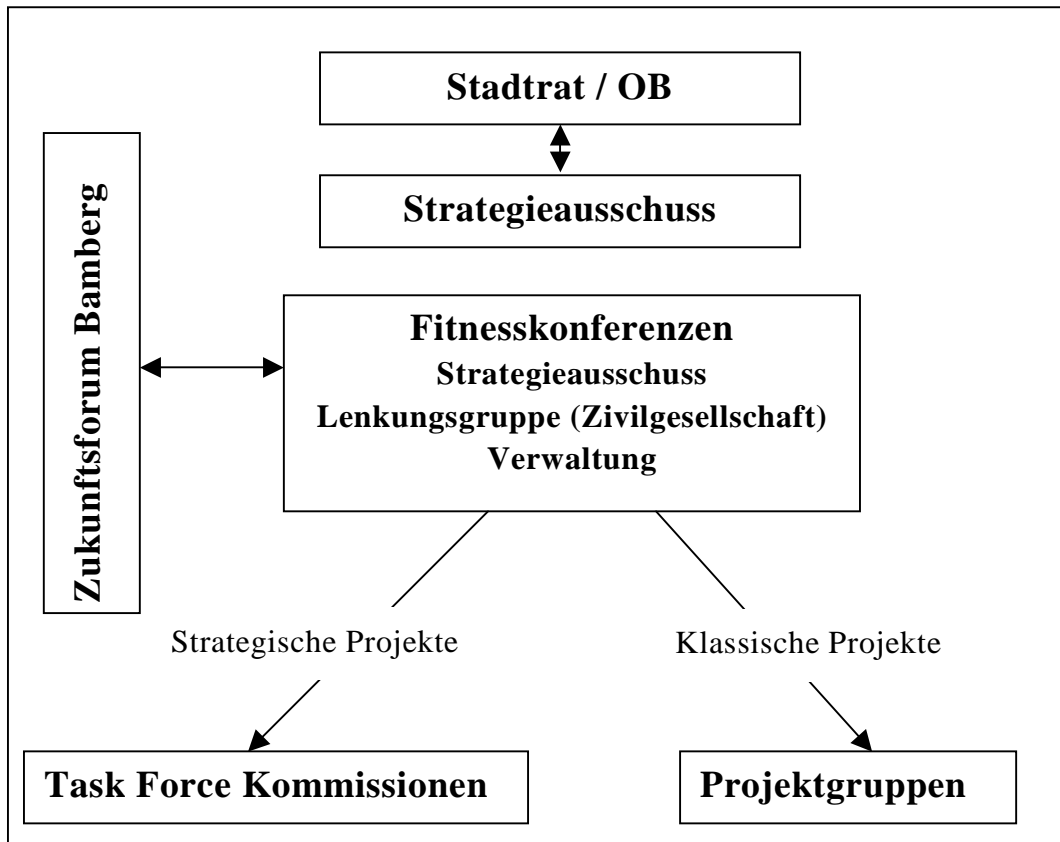 Stadtrat / OB
Strategieausschuss
Zukunftsforum Bamberg
Fitnesskonferenzen
Strategieausschuss
Lenkungsgruppe (Zivilgesellschaft)
Verwaltung
Strategische Projekte
Klassische Projekte
Task Force Kommissionen
Projektgruppen